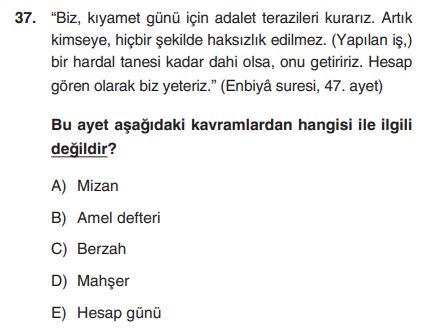 37. “Biz, kıyamet günü için adalet terazileri kurarız. Artık
kimseye, hiçbir şekilde haksızlık edilmez. (Yapılan iş,)
bir hardal tanesi kadar dahi olsa, onu getiririz. Hesap
gören olarak biz yeteriz.” (Enbiyâ suresi, 47. ayet)
Bu ayet aşağıdaki kavramlardan hangisi ile ilgili
değildir?
A) Mizan
B) Amel defteri
C) Berzah
D) Mahşer
E) Hesap günü